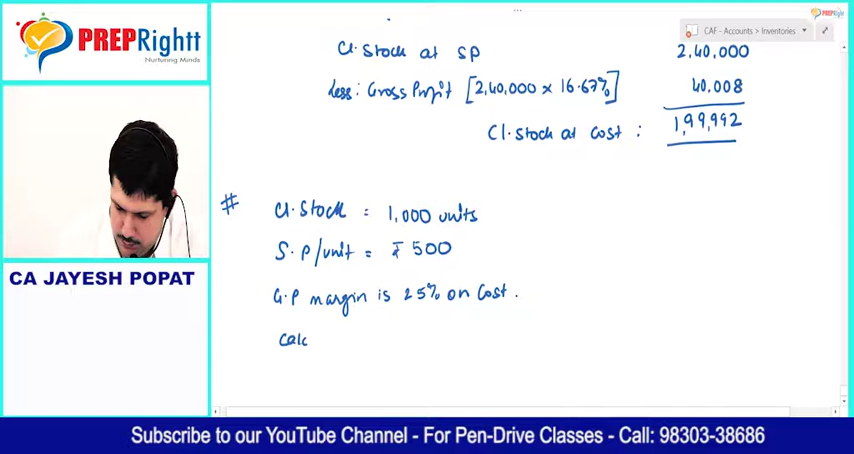 PREPRightt
Nurturing Minds
PREPRightt
CAF - Accounts > Inventories
Cl. Stock at SP 2,40,000
Less: Gross Profit [2,40,000 × 16.67%] 40,008
Cl. Stock at Cost : 1,99,992
# Cl. Stock = 1,000 units
S.P/unit = ₹ 500
G.P margin is 25% on Cost.
Calc
CA JAYESH POPAT
Subscribe to our YouTube Channel - For Pen-Drive Classes - Call: 98303-38686